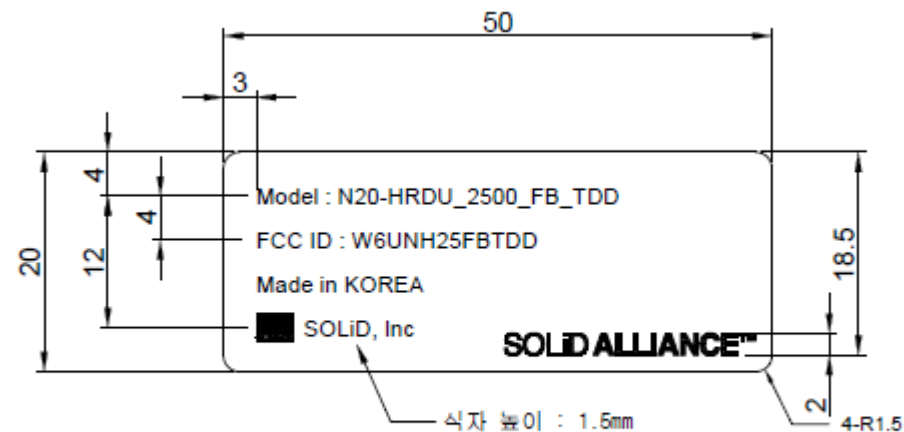 50
3
4
4
12
20
18.5
2
Model : N20-HRDU_2500_FB_TDD
FCC ID : W6UNH25FBTDD
Made in KOREA
SOLiD, Inc
SOLiD ALLIANCE™
식자 높이 : 1.5mm
4-R1.5